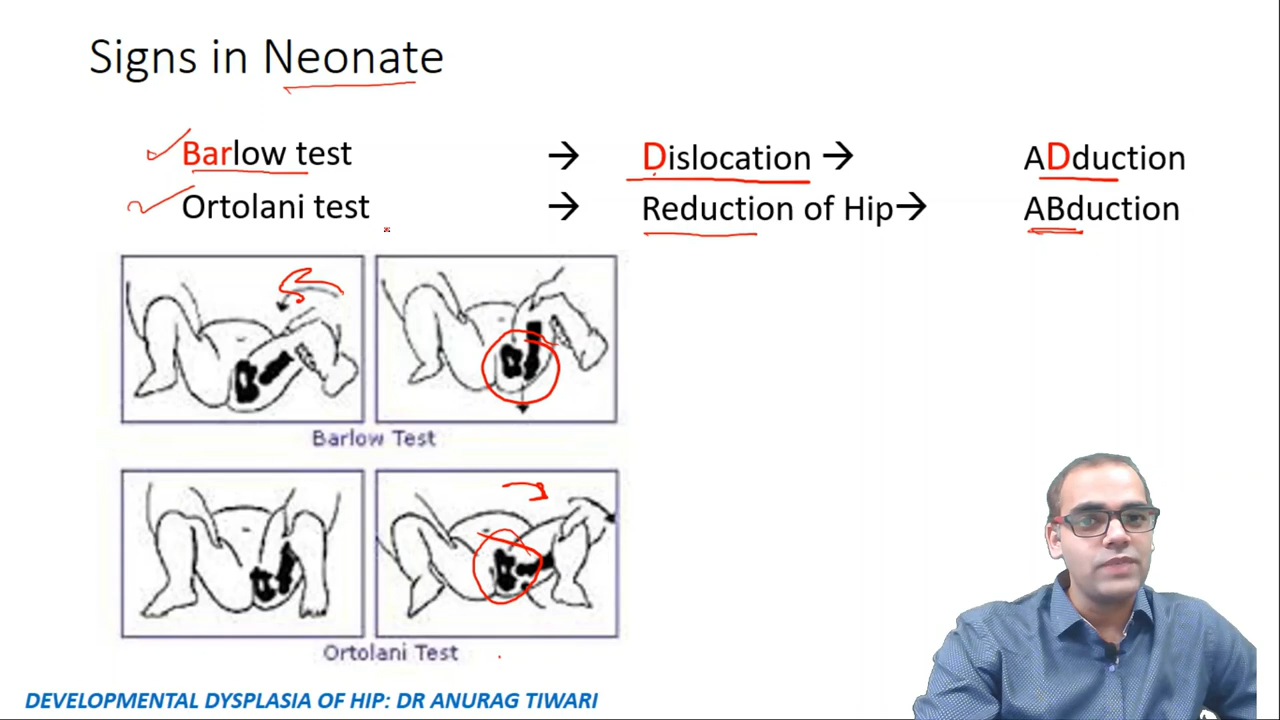 Signs in Neonate
Barlow test → Dislocation → ADduction
Ortolani test → Reduction of Hip→ ABduction
Barlow Test
Ortolani Test
DEVELOPMENTAL DYSPLASIA OF HIP: DR ANURAG TIWARI